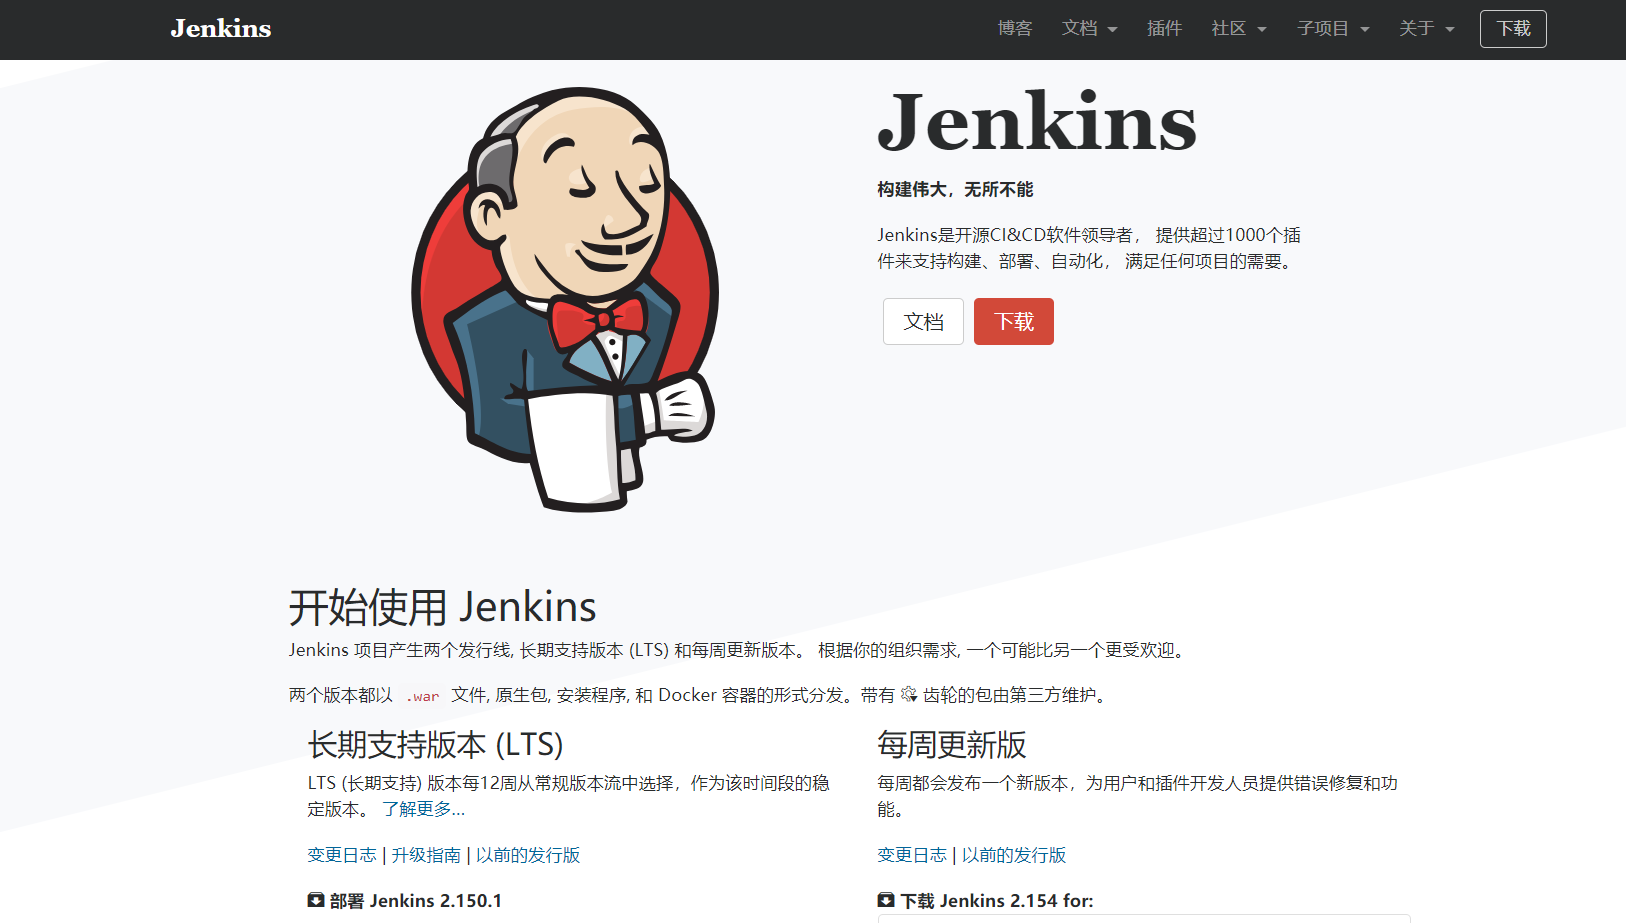 Jenkins 博客 文档 插件 社区 子项目 关于 下载
Jenkins
构建伟大，无所不能
Jenkins是开源CI&CD软件领导者， 提供超过1000个插
件来支持构建、部署、自动化， 满足任何项目的需要。
文档 下载
开始使用 Jenkins
Jenkins 项目产生两个发行线, 长期支持版本 (LTS) 和每周更新版本。 根据你的组织需求, 一个可能比另一个更受欢迎。
两个版本都以 .war 文件, 原生包, 安装程序, 和 Docker 容器的形式分发。带有 齿轮的包由第三方维护。
长期支持版本 (LTS)
LTS (长期支持) 版本每12周从常规版本流中选择，作为该时间段的稳
定版本。 了解更多...
变更日志 | 升级指南 | 以前的发行版
部署 Jenkins 2.150.1
每周更新版
每周都会发布一个新版本，为用户和插件开发人员提供错误修复和功
能。
变更日志 | 以前的发行版
下载 Jenkins 2.154 for: